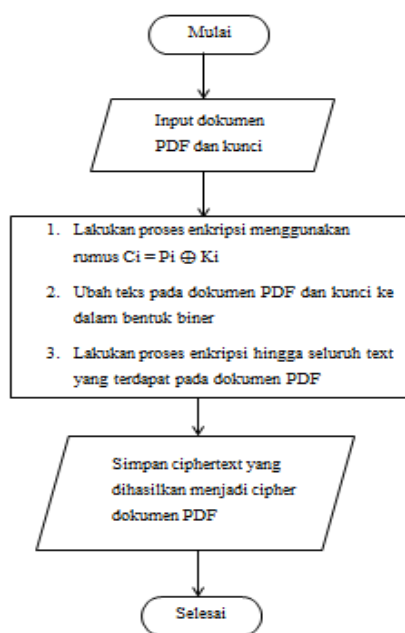 Mulai
Input dokumen
PDF dan kunci
1. Lakukan proses enkripsi menggunakan
rumus Ci = Pi ⊕ Ki
2. Ubah teks pada dokumen PDF dan kunci ke
dalam bentuk biner
3. Lakukan proses enkripsi hingga seluruh text
yang terdapat pada dokumen PDF
Simpan ciphertext yang
dihasilkan menjadi cipher
dokumen PDF
Selesai